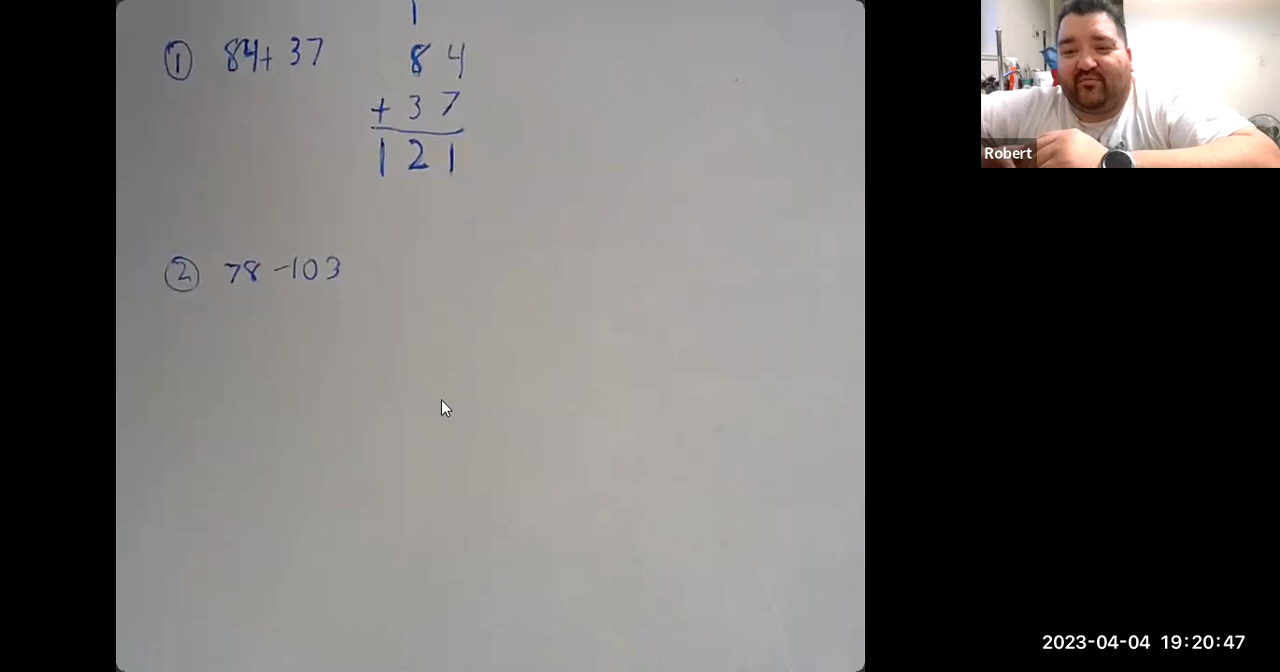 1
① 84+ 37 84
+ 37
121
② 78 -103
Robert
2023-04-04 19:20:47